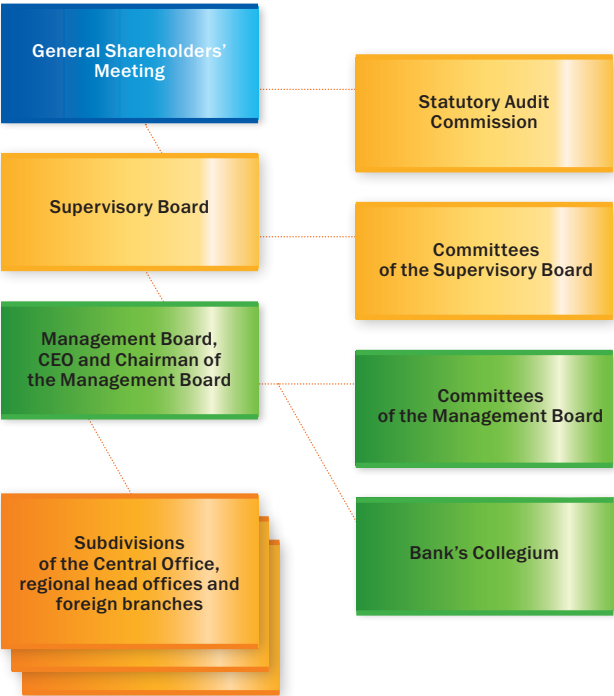 General Shareholders’
Meeting
Statutory Audit
Commission
Supervisory Board
Committees
of the Supervisory Board
Management Board,
CEO and Chairman of
the Management Board
Committees
of the Management Board
Bank’s Collegium
Subdivisions
of the Central Office,
regional head offices and
foreign branches